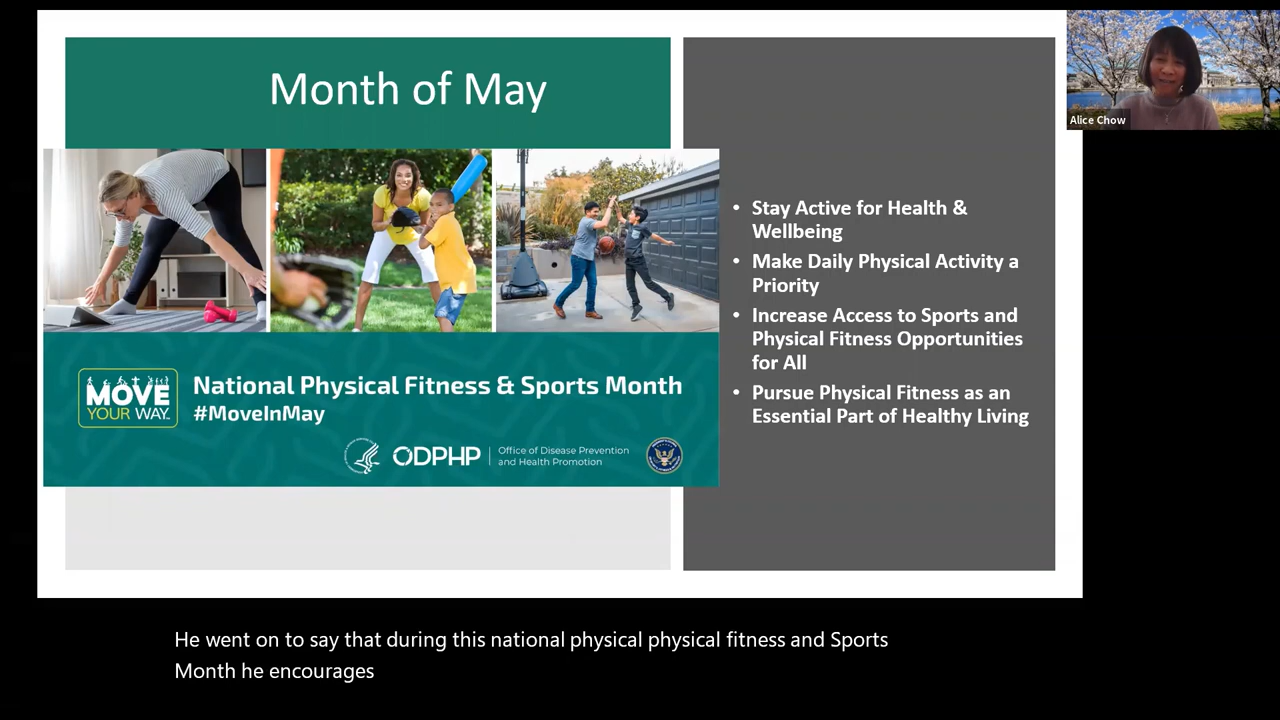 Month of May
Alice Chow
• Stay Active for Health &
Wellbeing
• Make Daily Physical Activity a
Priority
• Increase Access to Sports and
Physical Fitness Opportunities
for All
• Pursue Physical Fitness as an
Essential Part of Healthy Living
MOVE
YOUR WAY™
National Physical Fitness & Sports Month
#MoveInMay
ODPHP
Office of Disease Prevention
and Health Promotion
He went on to say that during this national physical physical fitness and Sports
Month he encourages